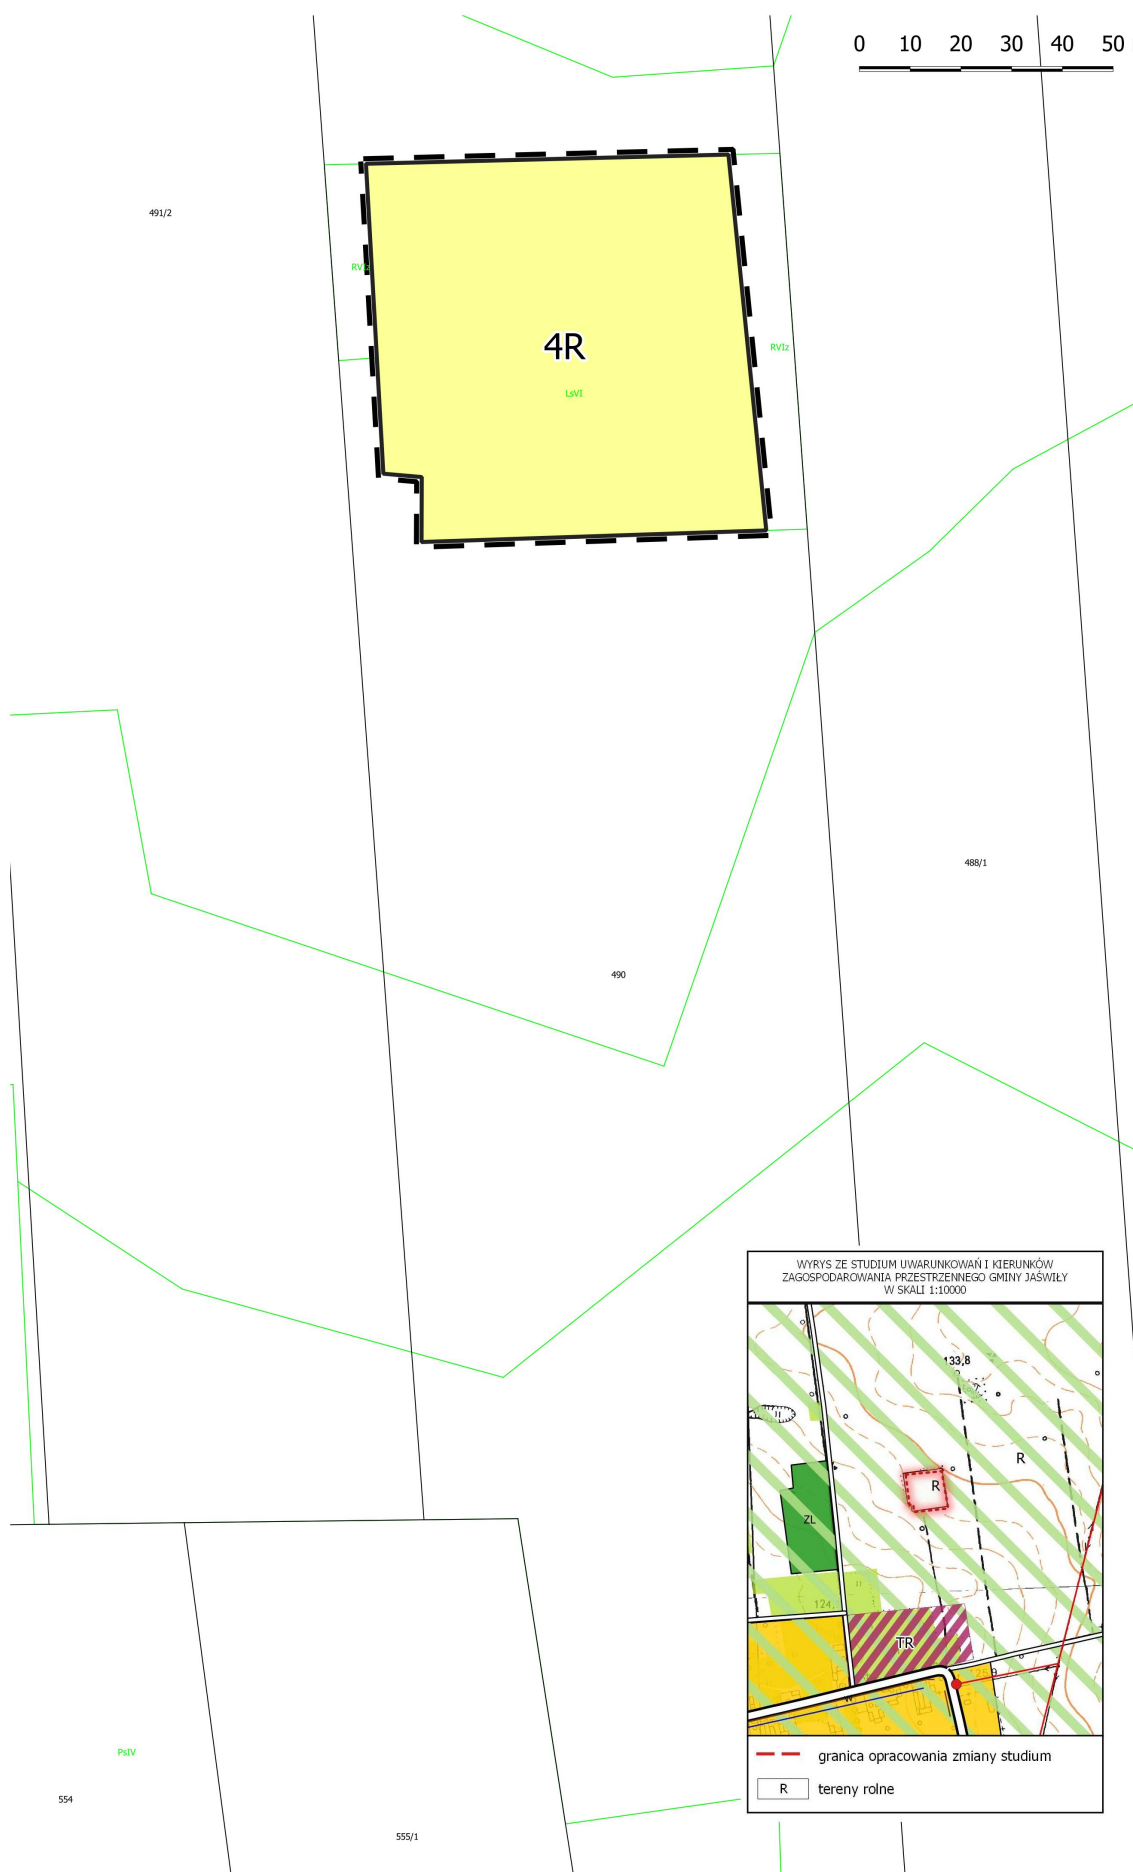 0 10 20 30 40 50
491/2
RVIz
4R
RVIz
LsVI
488/1
490
WYRYS ZE STUDIUM UWARUNKOWAŃ I KIERUNKÓW
ZAGOSPODAROWANIA PRZESTRZENNEGO GMINY JAŚWIŁY
W SKALI 1:10000
133,8
R
R
ZL
124,
TR
W
PsIV
granica opracowania zmiany studium
R tereny rolne
554
555/1